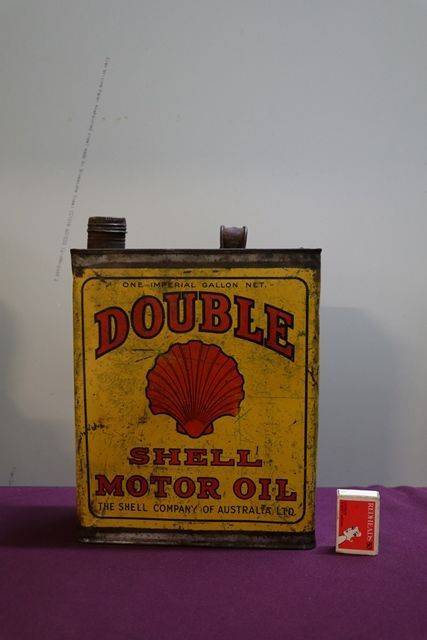 ONE IMPERIAL GALLON NET.
DOUBLE
SHELL
MOTOR OIL
THE SHELL COMPANY OF AUSTRALIA LTD
REDHEADS